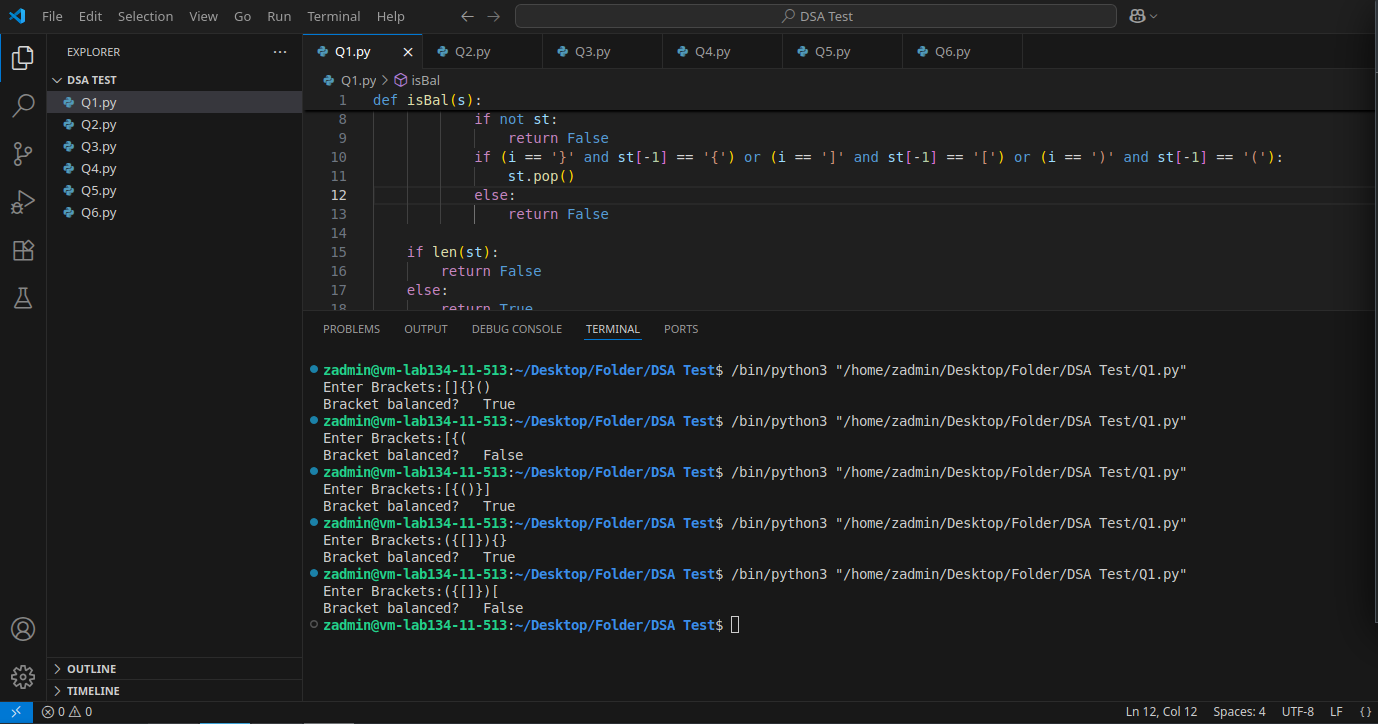 File Edit Selection View Go Run Terminal Help
DSA Test
EXPLORER
DSA TEST
Q1.py
Q2.py
Q3.py
Q4.py
Q5.py
Q6.py
OUTLINE
TIMELINE
Q1.py Q2.py Q3.py Q4.py Q5.py Q6.py
Q1.py > isBal
1 def isBal(s):
8 if not st:
9 return False
10 if (i == '}' and st[-1] == '{') or (i == ']' and st[-1] == '[') or (i == ')' and st[-1] == '('):
11 st.pop()
12 else:
13 return False
14
15 if len(st):
16 return False
17 else:
18 return True
PROBLEMS OUTPUT DEBUG CONSOLE TERMINAL PORTS
zadmin@vm-lab134-11-513:~/Desktop/Folder/DSA Test$ /bin/python3 "/home/zadmin/Desktop/Folder/DSA Test/Q1.py"
Enter Brackets:[]{}()
Bracket balanced? True
zadmin@vm-lab134-11-513:~/Desktop/Folder/DSA Test$ /bin/python3 "/home/zadmin/Desktop/Folder/DSA Test/Q1.py"
Enter Brackets:[{(
Bracket balanced? False
zadmin@vm-lab134-11-513:~/Desktop/Folder/DSA Test$ /bin/python3 "/home/zadmin/Desktop/Folder/DSA Test/Q1.py"
Enter Brackets:[{()}]
Bracket balanced? True
zadmin@vm-lab134-11-513:~/Desktop/Folder/DSA Test$ /bin/python3 "/home/zadmin/Desktop/Folder/DSA Test/Q1.py"
Enter Brackets:({[]}){}
Bracket balanced? True
zadmin@vm-lab134-11-513:~/Desktop/Folder/DSA Test$ /bin/python3 "/home/zadmin/Desktop/Folder/DSA Test/Q1.py"
Enter Brackets:({[]})[
Bracket balanced? False
zadmin@vm-lab134-11-513:~/Desktop/Folder/DSA Test$
0 0 Ln 12, Col 12 Spaces: 4 UTF-8 LF {}